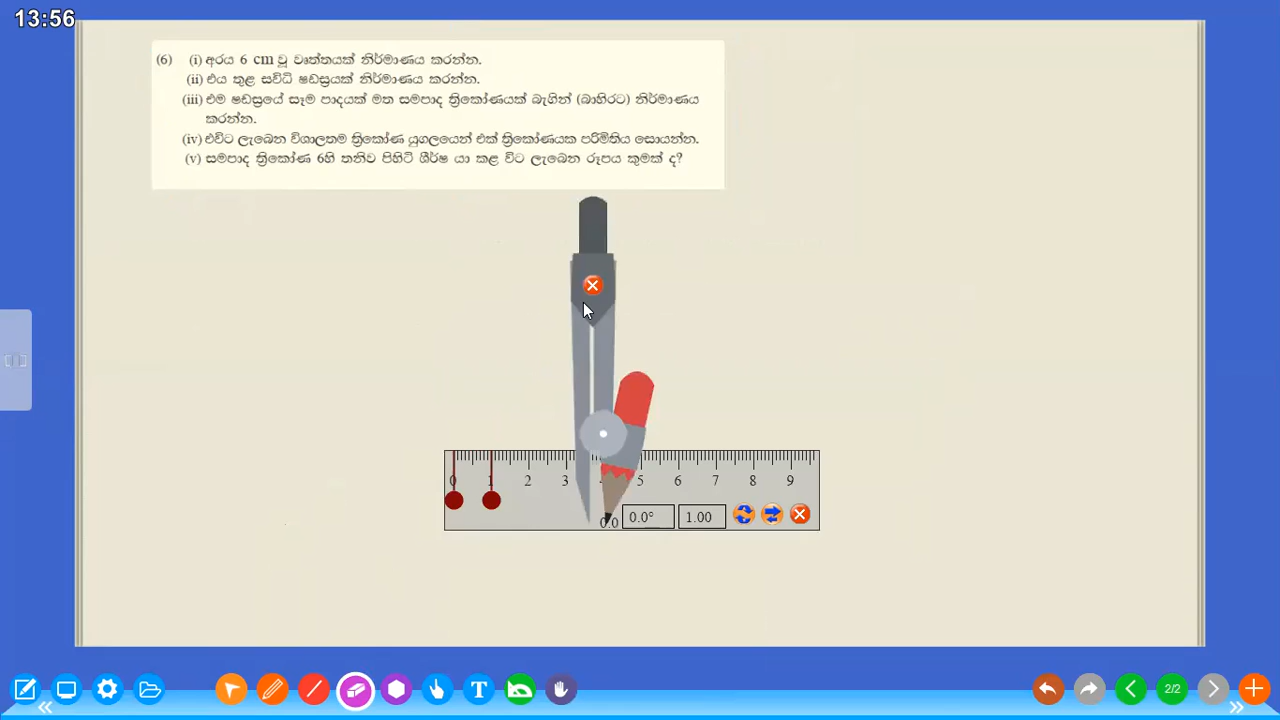 13:56
(6) (i) අරය 6 cm වූ වෘත්තයක් නිර්මාණය කරන්න.
(ii) එය තුළ සවිධි ෂඩස්‍රයක් නිර්මාණය කරන්න.
(iii) එම ෂඩස්‍රයේ සෑම පාදයක් මත සමපාද ත්‍රිකෝණයක් බැගින් (බාහිරට) නිර්මාණය
කරන්න.
(iv) එවිට ලැබෙන විශාලතම ත්‍රිකෝණ යුගලයෙන් එක් ත්‍රිකෝණයක පරිමිතිය සොයන්න.
(v) සමපාද ත්‍රිකෝණ 6හි තනිව පිහිටි ශීර්ෂ යා කළ විට ලැබෙන රූපය කුමක් ද?
0 1 2 3 4 5 6 7 8 9
0.0 0.0° 1.00
T 2/2